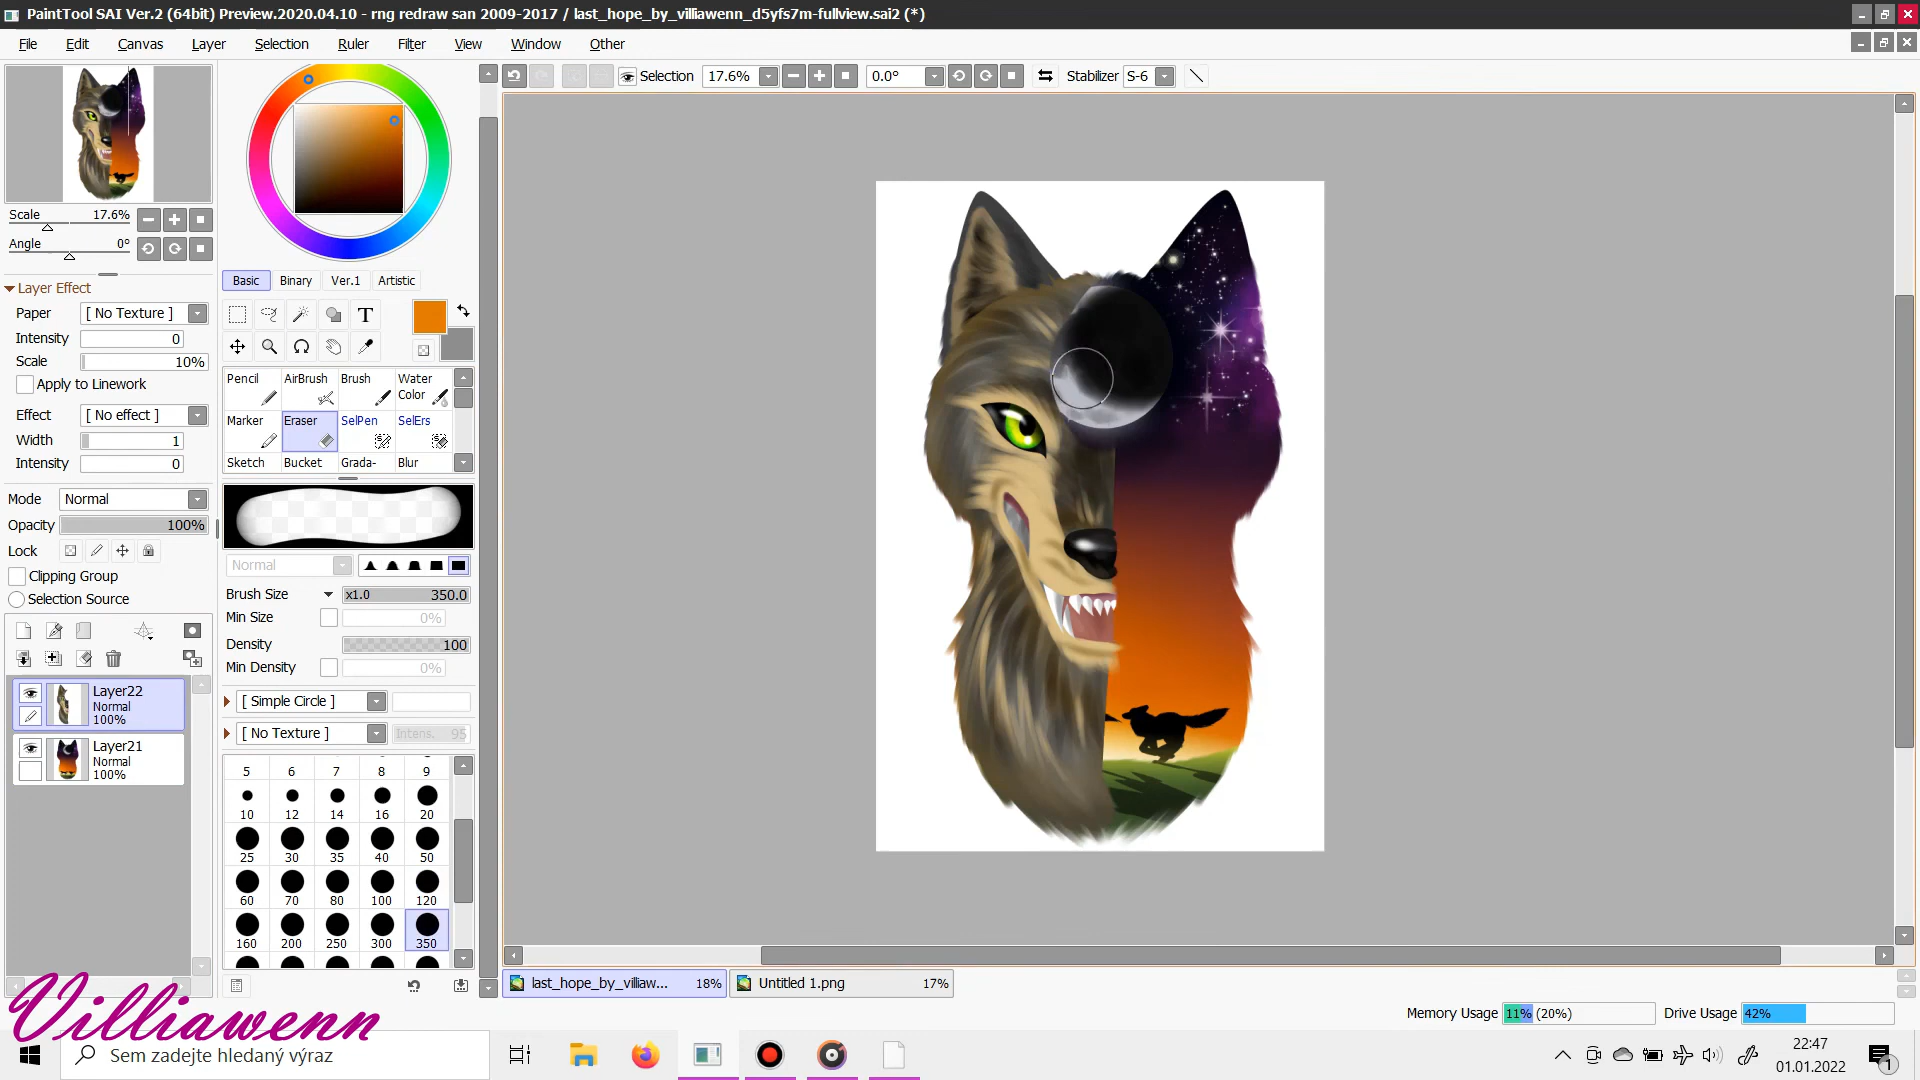 PaintTool SAI Ver.2 (64bit) Preview.2020.04.10 - rng redraw san 2009-2017 / last_hope_by_villiawenn_d5yfs7m-fullview.sai2 (*)
File Edit Canvas Layer Selection Ruler Filter View Window Other
Selection 17.6% 0.0° Stabilizer S-6
Scale 17.6%
Angle 0°
Layer Effect
Paper [ No Texture ]
Intensity 0
Scale 10%
Apply to Linework
Effect [ No effect ]
Width 1
Intensity 0
Mode Normal
Opacity 100%
Lock
Clipping Group
Selection Source
Layer22
Normal
100%
Layer21
Normal
100%
Basic Binary Ver.1 Artistic
T
Pencil AirBrush Brush Water Color
Marker Eraser SelPen SelErs
Sketch Bucket Grada- Blur
Normal
Brush Size x1.0 350.0
Min Size 0%
Density 100
Min Density 0%
[ Simple Circle ]
[ No Texture ] Intens. 95
5 6 7 8 9
10 12 14 16 20
25 30 35 40 50
60 70 80 100 120
160 200 250 300 350
last_hope_by_villiaw... 18% Untitled 1.png 17%
Memory Usage 11% (20%) Drive Usage 42%
Villiawenn
Sem zadejte hledaný výraz
22:47
01.01.2022
1